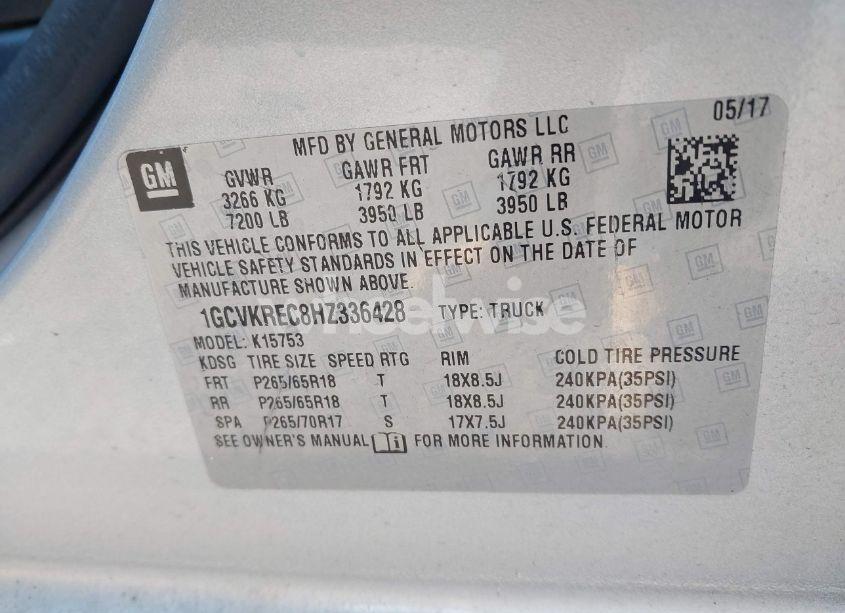 05/17
MFD BY GENERAL MOTORS LLC
GM
GVWR GAWR FRT GAWR RR
3266 KG 1792 KG 1792 KG
7200 LB 3950 LB 3950 LB
THIS VEHICLE CONFORMS TO ALL APPLICABLE U.S. FEDERAL MOTOR
VEHICLE SAFETY STANDARDS IN EFFECT ON THE DATE OF
MANUFACTURE SHOWN ABOVE.
1GCVKREC8HZ336428 TYPE: TRUCK
MODEL: K15753
KDSG TIRE SIZE SPEED RTG RIM COLD TIRE PRESSURE
FRT P265/65R18 T 18X8.5J 240KPA(35PSI)
RR P265/65R18 T 18X8.5J 240KPA(35PSI)
SPA P265/70R17 S 17X7.5J 240KPA(35PSI)
SEE OWNER'S MANUAL FOR MORE INFORMATION.